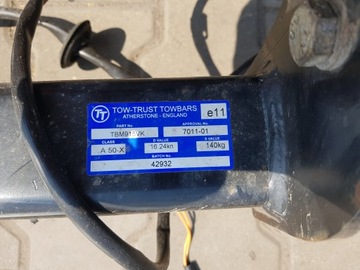 TT
TOW-TRUST TOWBARS
ATHERSTONE - ENGLAND
e11
PART No APPROVAL No
7011-01
CLASS D VALUE S VALUE
A 50-X 16.24kn 140kg
BATCH No
42932